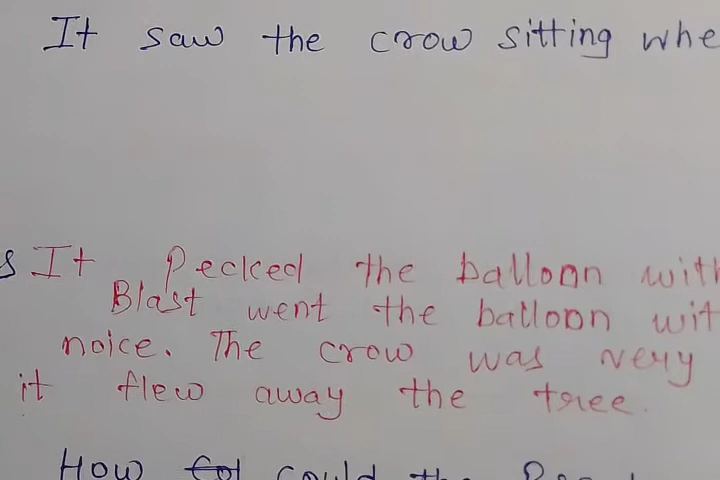 It saw the crow sitting whe
s It Pecked the balloon with
Blast went the balloon wit
noice. The crow was very
it flew away the tree.
How could the